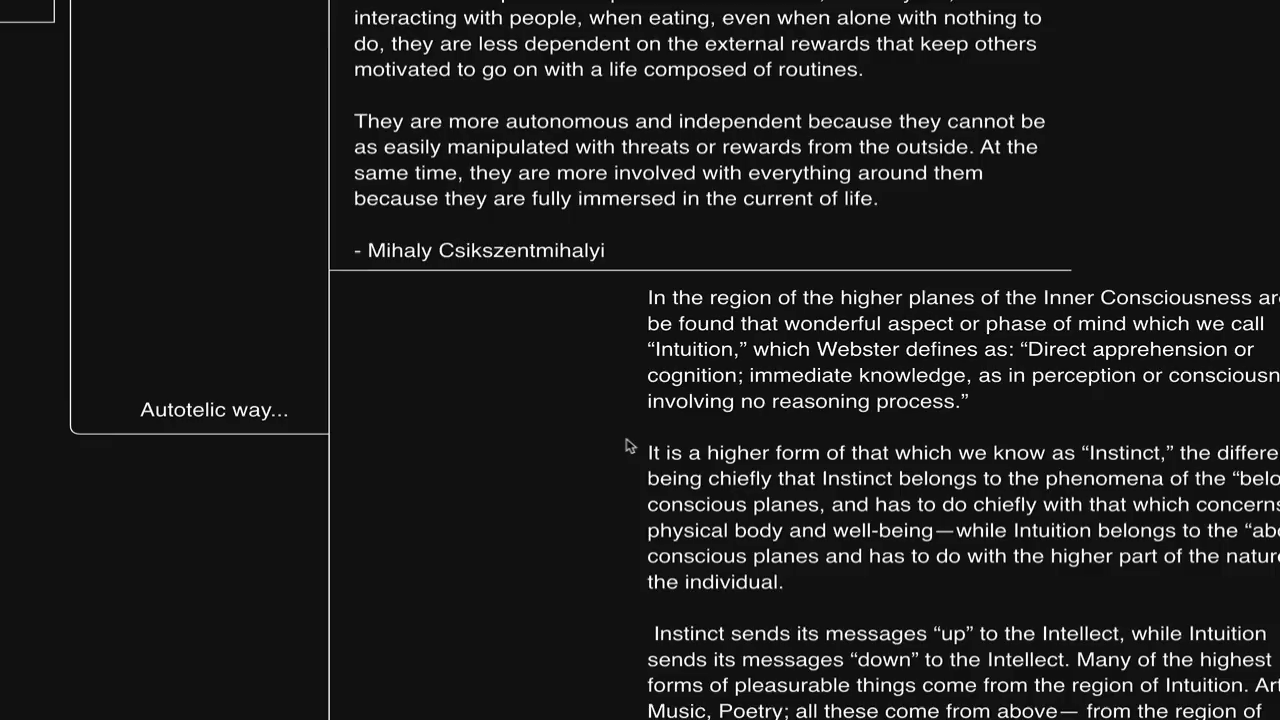 interacting with people, when eating, even when alone with nothing to
do, they are less dependent on the external rewards that keep others
motivated to go on with a life composed of routines.
They are more autonomous and independent because they cannot be
as easily manipulated with threats or rewards from the outside. At the
same time, they are more involved with everything around them
because they are fully immersed in the current of life.
- Mihaly Csikszentmihalyi
Autotelic way...
In the region of the higher planes of the Inner Consciousness
be found that wonderful aspect or phase of mind which we call
“Intuition,” which Webster defines as: “Direct apprehension or
cognition; immediate knowledge, as in perception or
involving no reasoning process.”
It is a higher form of that which we know as “Instinct,” the
being chiefly that Instinct belongs to the phenomena of the
conscious planes, and has to do chiefly with that which concerns
physical body and well-being—while Intuition belongs to the
conscious planes and has to do with the higher part of the
the individual.
Instinct sends its messages “up” to the Intellect, while Intuition
sends its messages “down” to the Intellect. Many of the highest
forms of pleasurable things come from the region of Intuition.
Music, Poetry; all these come from above— from the region of